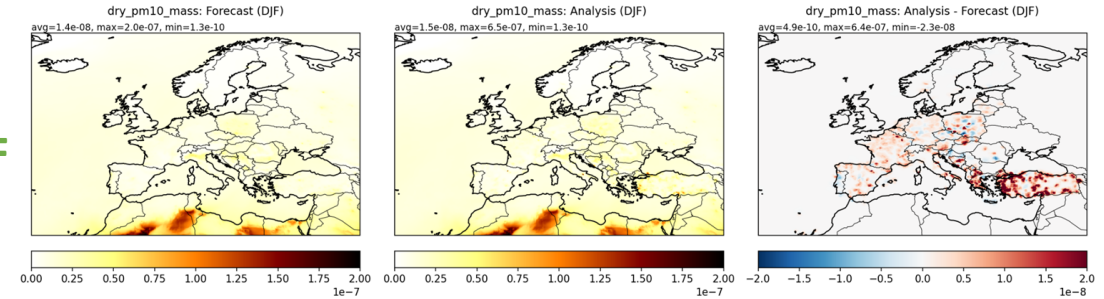 dry_pm10_mass: Forecast (DJF)
avg=1.4e-08, max=2.0e-07, min=1.3e-10
0.00 0.25 0.50 0.75 1.00 1.25 1.50 1.75 2.00
1e−7
dry_pm10_mass: Analysis (DJF)
avg=1.5e-08, max=6.5e-07, min=1.3e-10
0.00 0.25 0.50 0.75 1.00 1.25 1.50 1.75 2.00
1e−7
dry_pm10_mass: Analysis - Forecast (DJF)
avg=4.9e-10, max=6.4e-07, min=-2.3e-08
−2.0 −1.5 −1.0 −0.5 0.0 0.5 1.0 1.5 2.0
1e−8